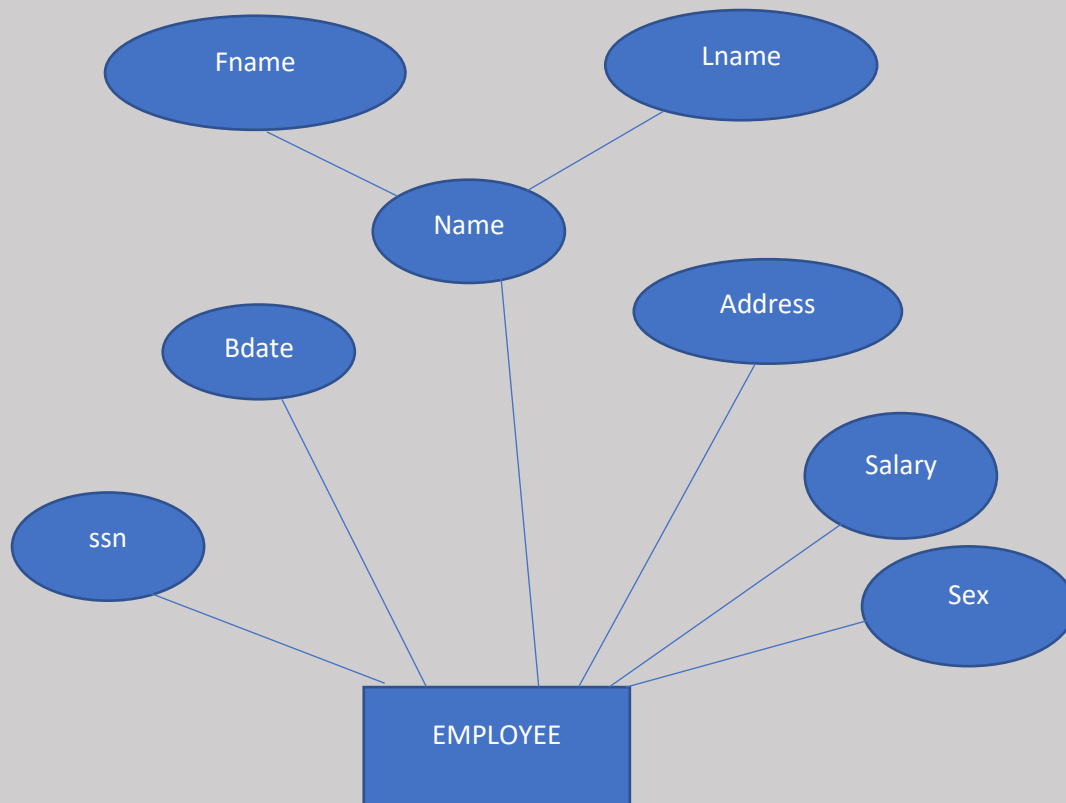 Fname
Lname
Name
Address
Bdate
Salary
ssn
Sex
EMPLOYEE